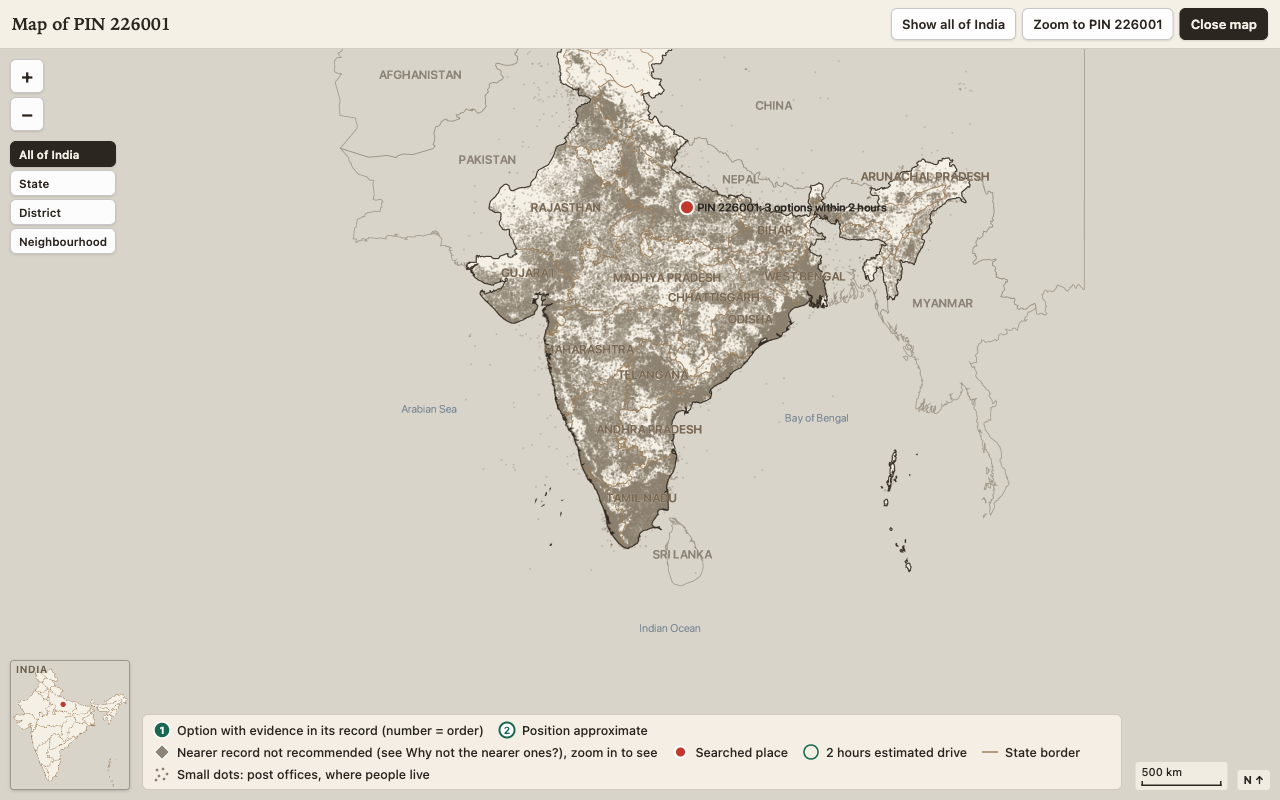 Map of PIN 226001
Show all of India
Zoom to PIN 226001
Close map
+
−
All of India
State
District
Neighbourhood
AFGHANISTAN
CHINA
PAKISTAN
NEPAL
ARUNACHAL PRADESH
RAJASTHAN
PIN 226001: 3 options within 2 hours
BIHAR
GUJARAT
MADHYA PRADESH
WEST BENGAL
CHHATTISGARH
MYANMAR
ODISHA
MAHARASHTRA
TELANGANA
Arabian Sea
Bay of Bengal
ANDHRA PRADESH
TAMIL NADU
SRI LANKA
Indian Ocean
INDIA
1 Option with evidence in its record (number = order)
2 Position approximate
Nearer record not recommended (see Why not the nearer ones?), zoom in to see
Searched place
2 hours estimated drive
State border
Small dots: post offices, where people live
500 km
N ↑